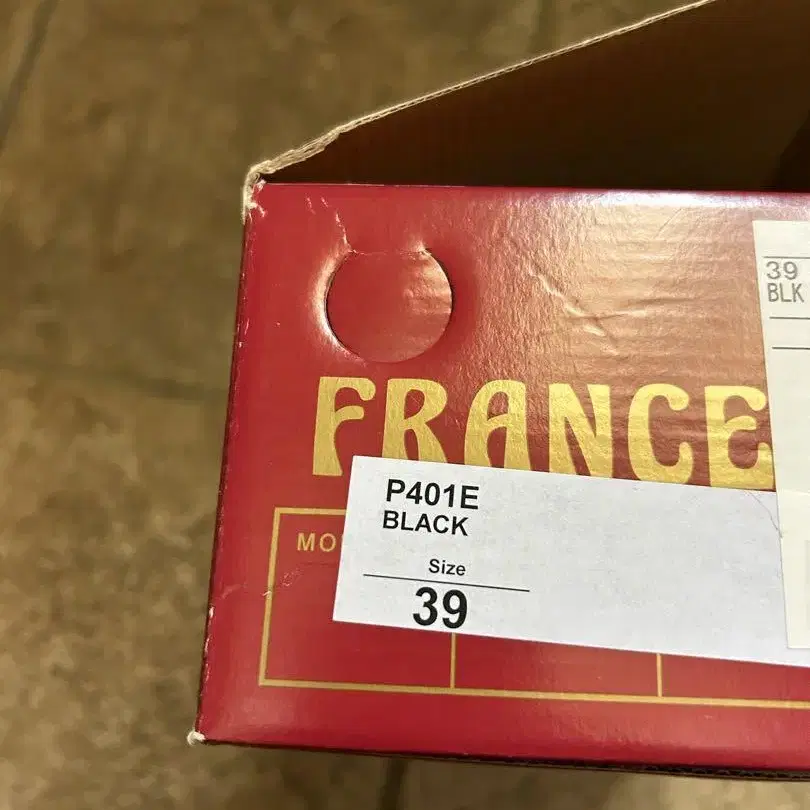 39
BLK
FRANCE
P401E
BLACK
MO
Size
39